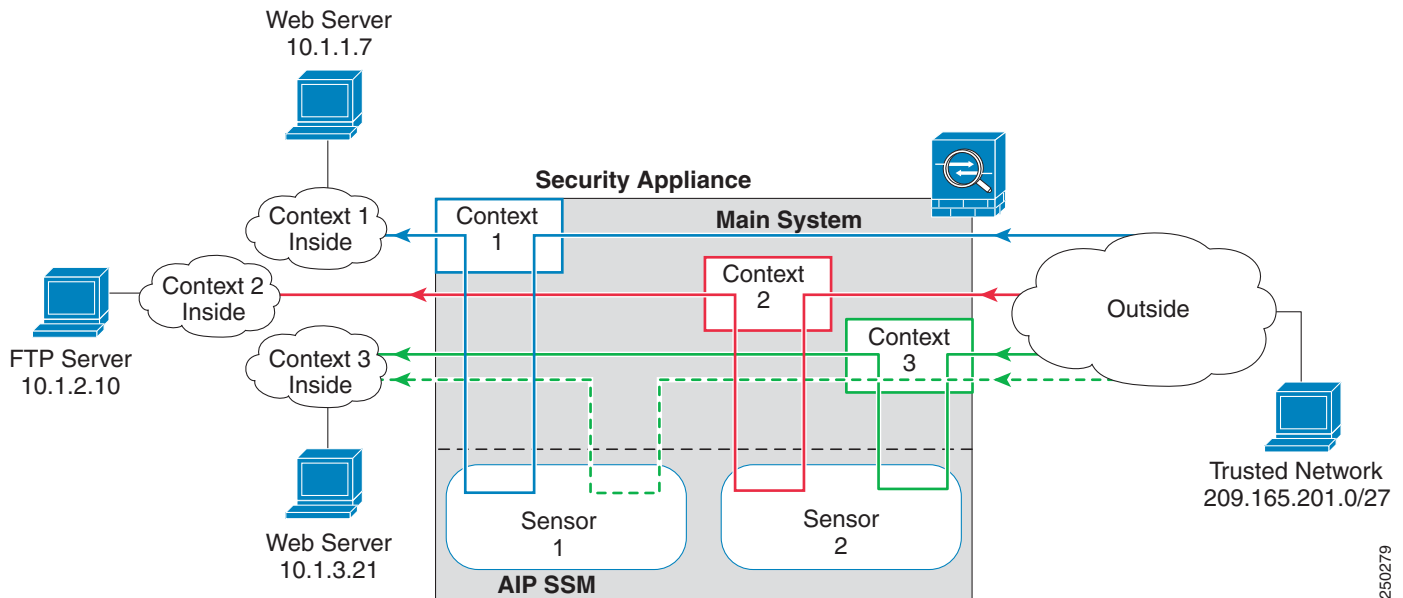 Web Server
10.1.1.7
Security Appliance
Context 1
Inside
Context
1
Main System
Context 2
Inside
Context
2
Outside
FTP Server
10.1.2.10
Context 3
Inside
Context
3
Trusted Network
209.165.201.0/27
Web Server
10.1.3.21
Sensor
1
Sensor
2
AIP SSM
250279